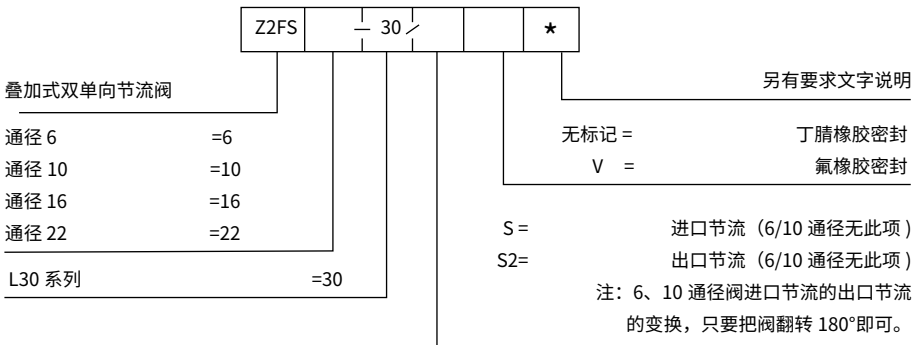 Z2FS — 30 / *
叠加式双单向节流阀
通径 6 =6
通径 10 =10
通径 16 =16
通径 22 =22
L30 系列 =30
另有要求文字说明
无标记 = 丁腈橡胶密封
V = 氟橡胶密封
S = 进口节流（6/10 通径无此项 )
S2= 出口节流（6/10 通径无此项 )
注：6、10 通径阀进口节流的出口节流
的变换，只要把阀翻转 180°即可。